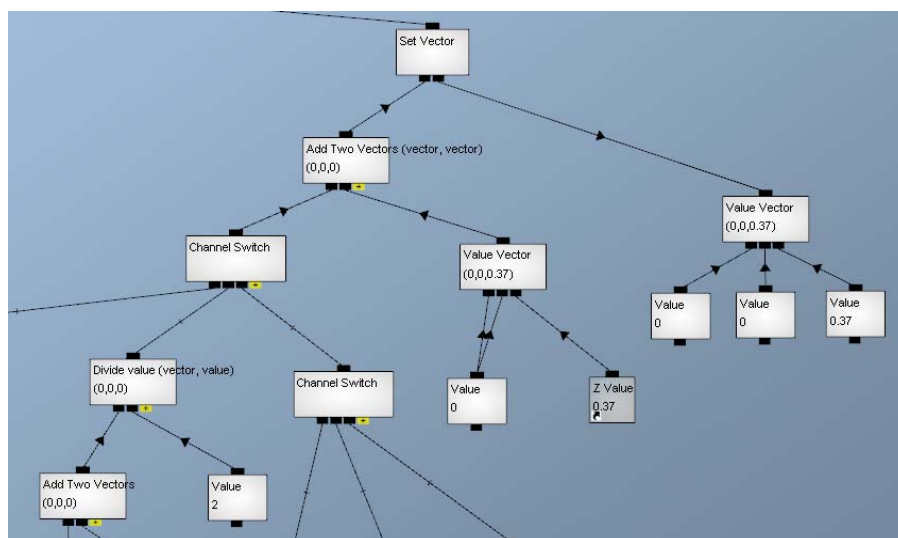 Set Vector
Add Two Vectors (vector, vector)
(0,0,0)
Value Vector
(0,0,0.37)
Channel Switch
Value Vector
(0,0,0.37)
Value
0
Value
0
Value
0.37
Divide value (vector, value)
(0,0,0)
Channel Switch
Value
0
Z Value
0.37
Add Two Vectors
(0,0,0)
Value
2